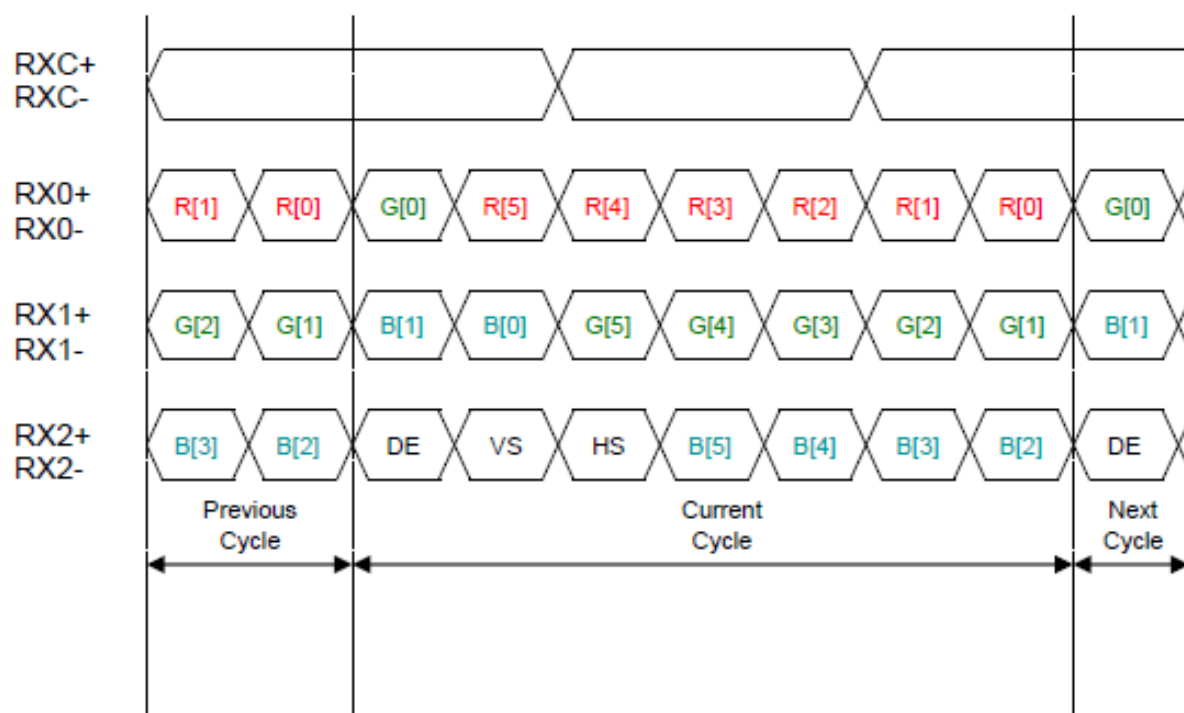 RXC+
RXC-
RX0+
RX0-
R[1] R[0] G[0] R[5] R[4] R[3] R[2] R[1] R[0] G[0]
RX1+
RX1-
G[2] G[1] B[1] B[0] G[5] G[4] G[3] G[2] G[1] B[1]
RX2+
RX2-
B[3] B[2] DE VS HS B[5] B[4] B[3] B[2] DE
Previous
Cycle
Current
Cycle
Next
Cycle